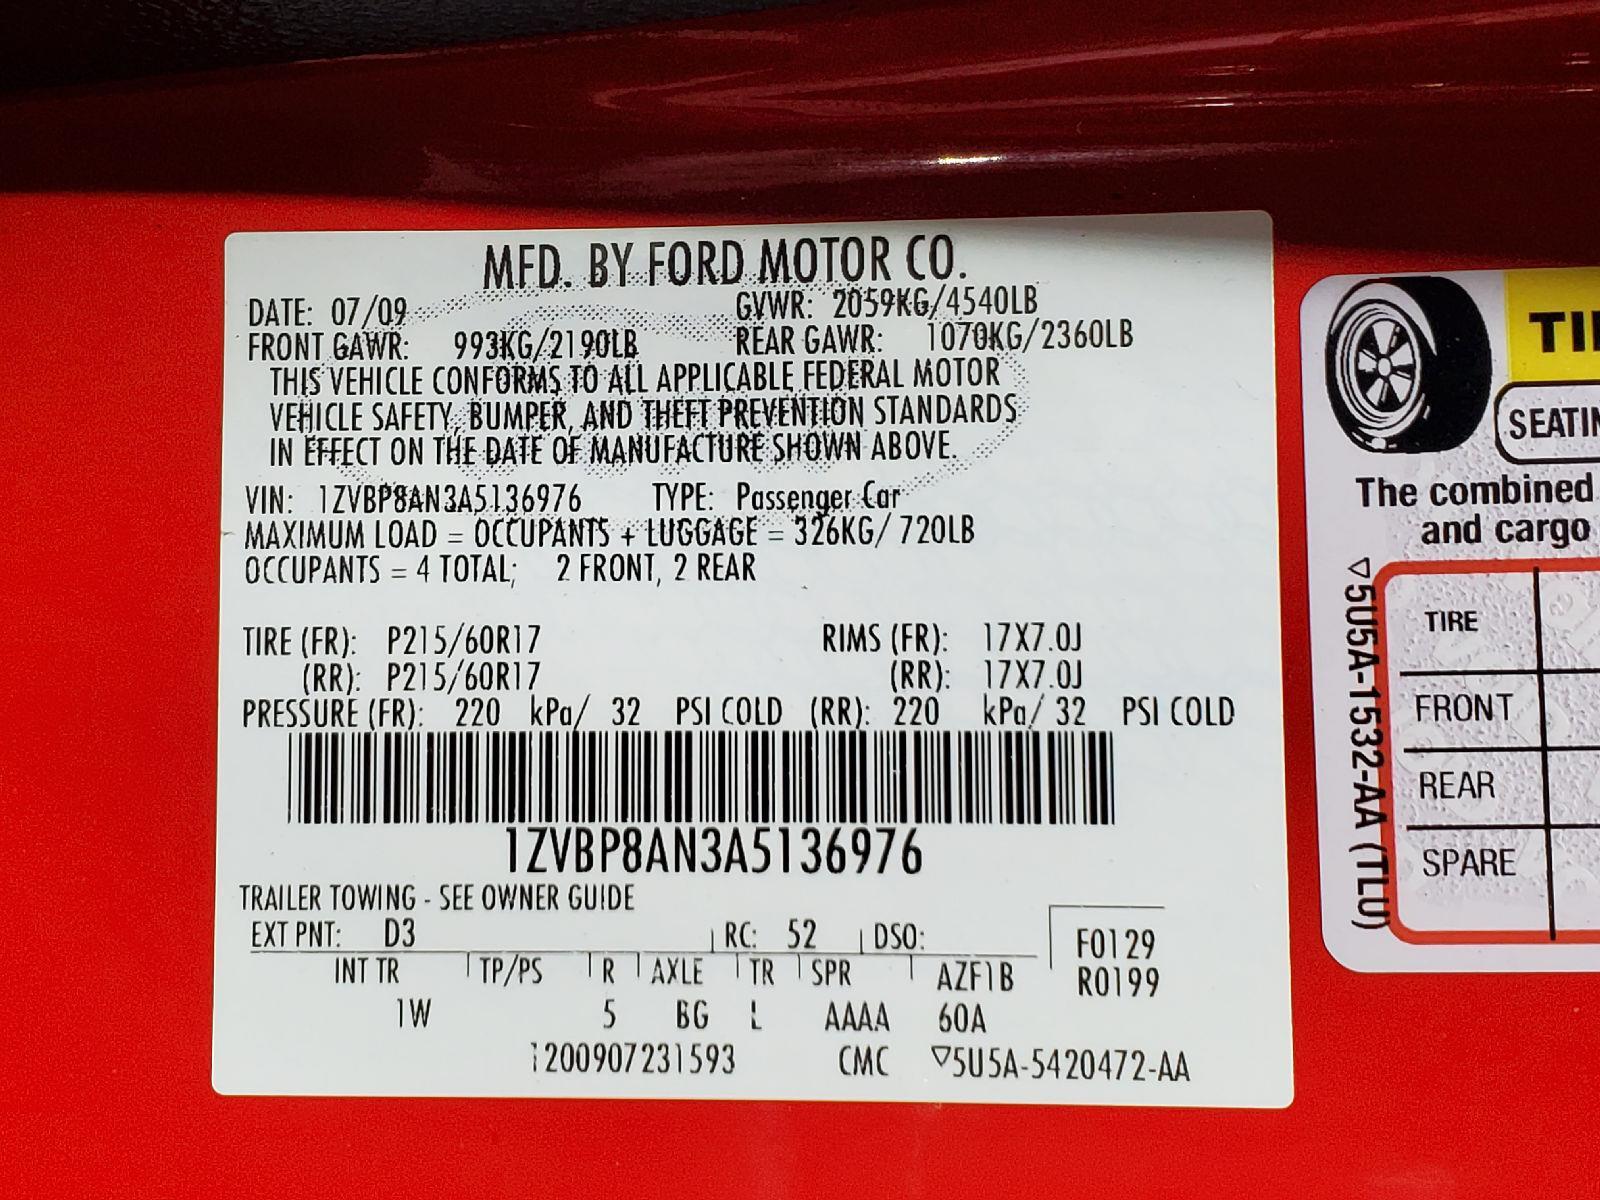 MFD. BY FORD MOTOR CO.
DATE: 07/09 GVWR: 2059KG/4540LB
FRONT GAWR: 993KG/2190LB REAR GAWR: 1070KG/2360LB
THIS VEHICLE CONFORMS TO ALL APPLICABLE FEDERAL MOTOR
VEHICLE SAFETY, BUMPER, AND THEFT PREVENTION STANDARDS
IN EFFECT ON THE DATE OF MANUFACTURE SHOWN ABOVE.
VIN: 1ZVBP8AN3A5136976 TYPE: Passenger Car
MAXIMUM LOAD = OCCUPANTS + LUGGAGE = 326KG/ 720LB
OCCUPANTS = 4 TOTAL; 2 FRONT, 2 REAR
TIRE (FR): P215/60R17 RIMS (FR): 17X7.0J
(RR): P215/60R17 (RR): 17X7.0J
PRESSURE (FR): 220 kPa/ 32 PSI COLD (RR): 220 kPa/ 32 PSI COLD
1ZVBP8AN3A5136976
TRAILER TOWING - SEE OWNER GUIDE
EXT PNT: D3 RC: 52 DSO: F0129
INT TR TP/PS R AXLE TR SPR AZF1B R0199
1W 5 BG L AAAA 60A
1200907231593 CMC ▽5U5A-5420472-AA
TI
SEATIN
The combined
and cargo
▽5U5A-1532-AA (TLU)
TIRE
FRONT
REAR
SPARE